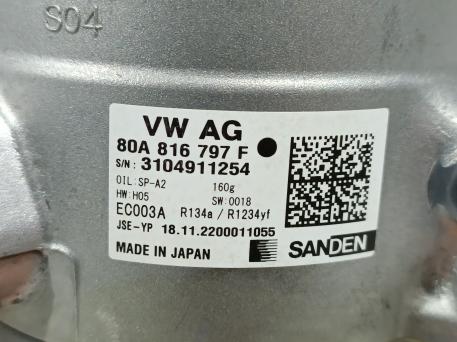 S04
VW AG
80A 816 797 F
S/N: 3104911254
OIL:SP-A2 160g
HW:H05 SW:0018
EC003A R134a / R1234yf
JSE-YP 18.11.2200011055
MADE IN JAPAN SANDEN